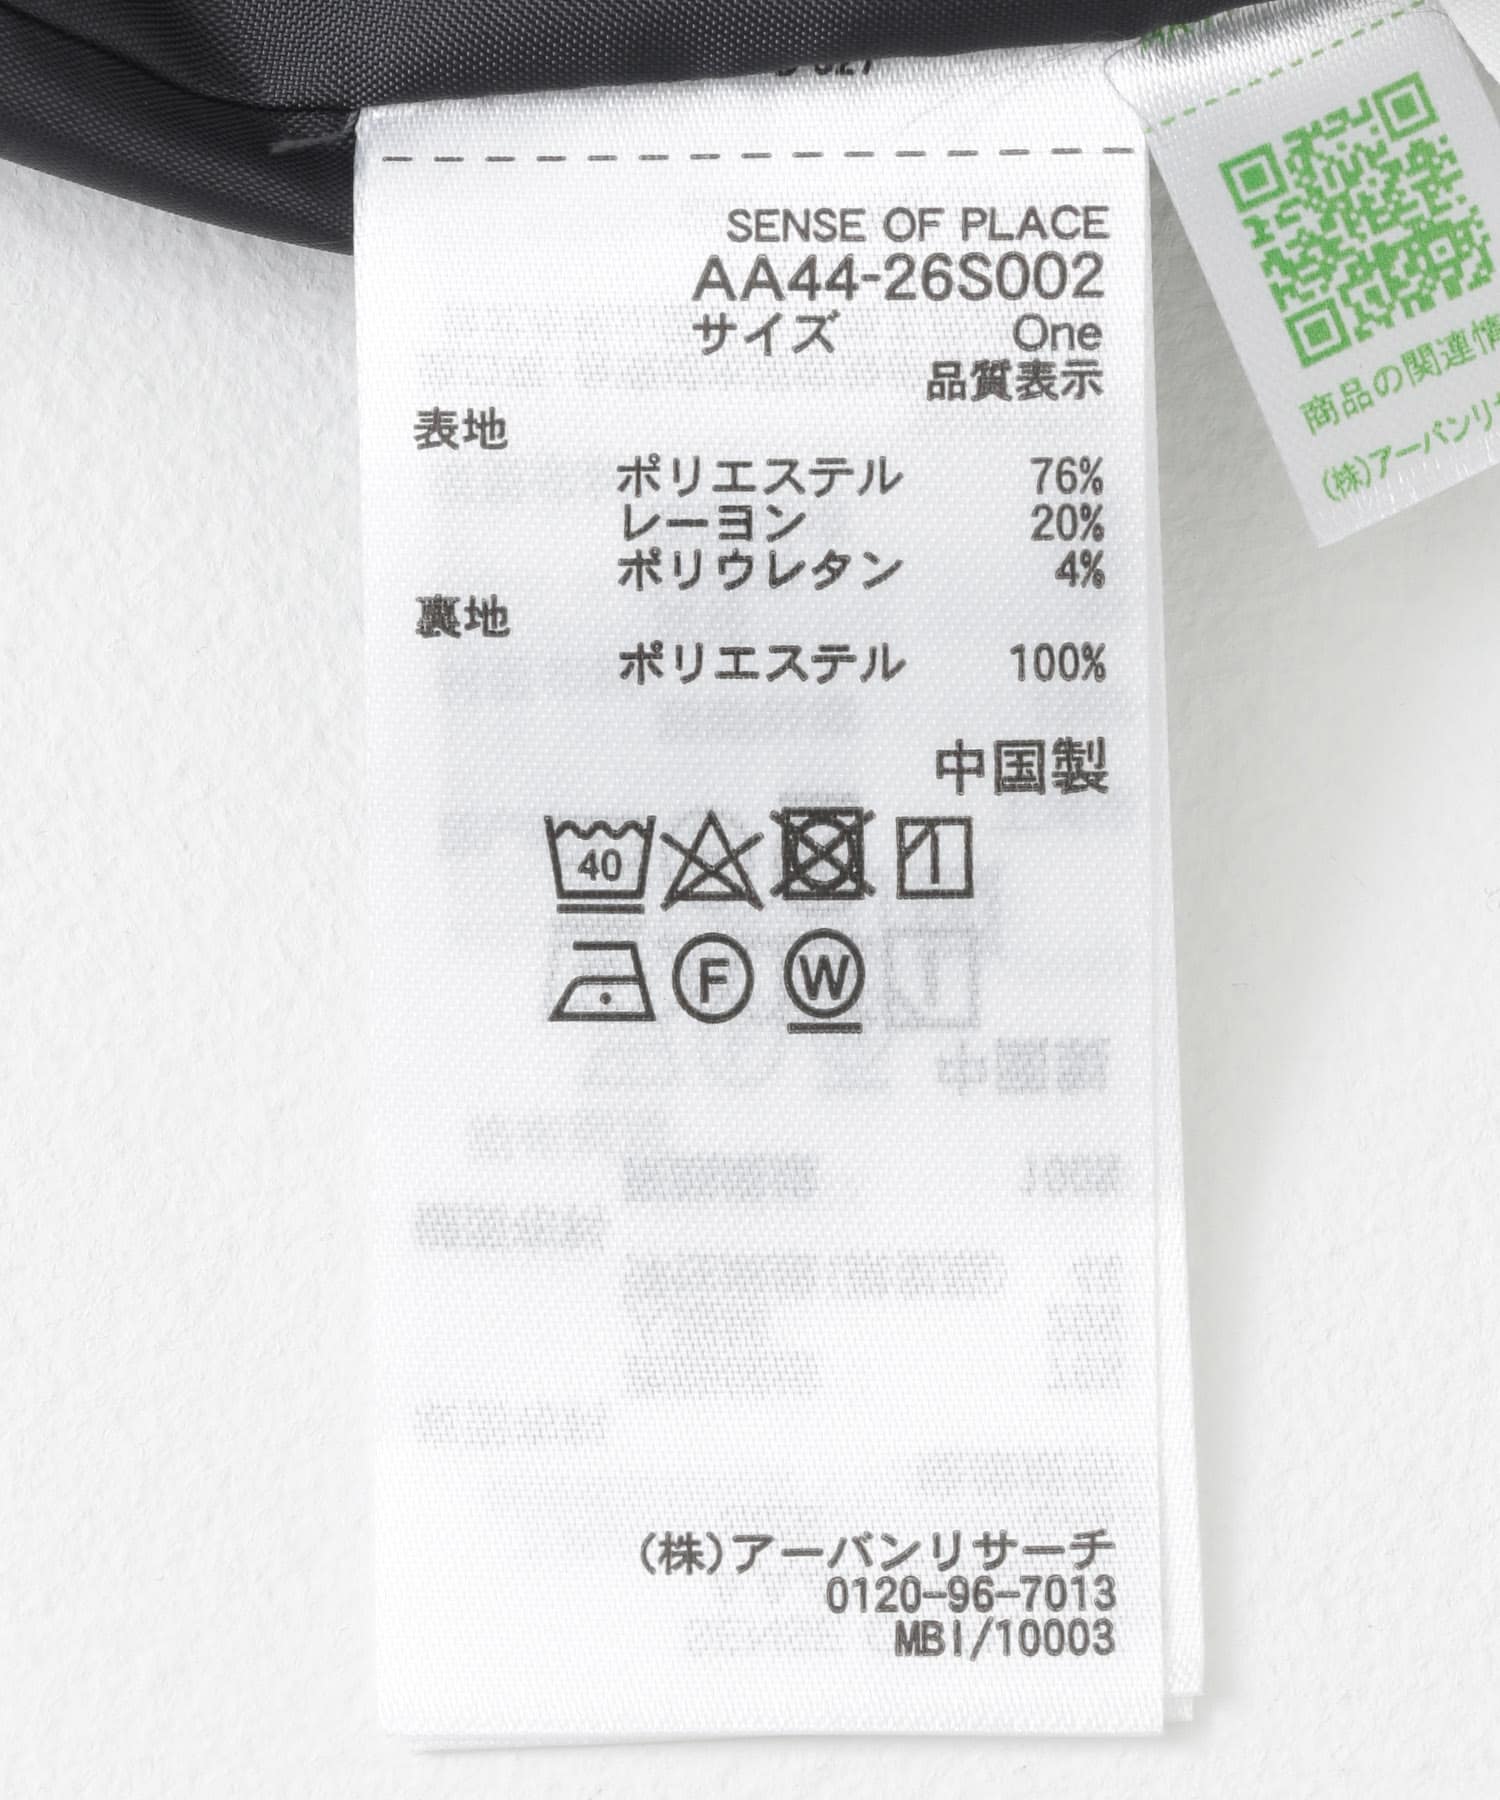 SENSE OF PLACE
AA44-26S002
サイズ One
品質表示
表地
ポリエステル 76%
レーヨン 20%
ポリウレタン 4%
裏地
ポリエステル 100%
中国製
40
F W
(株)アーバンリサーチ
0120-96-7013
MBI/10003
商品の関連情
(株)アーバンリサ